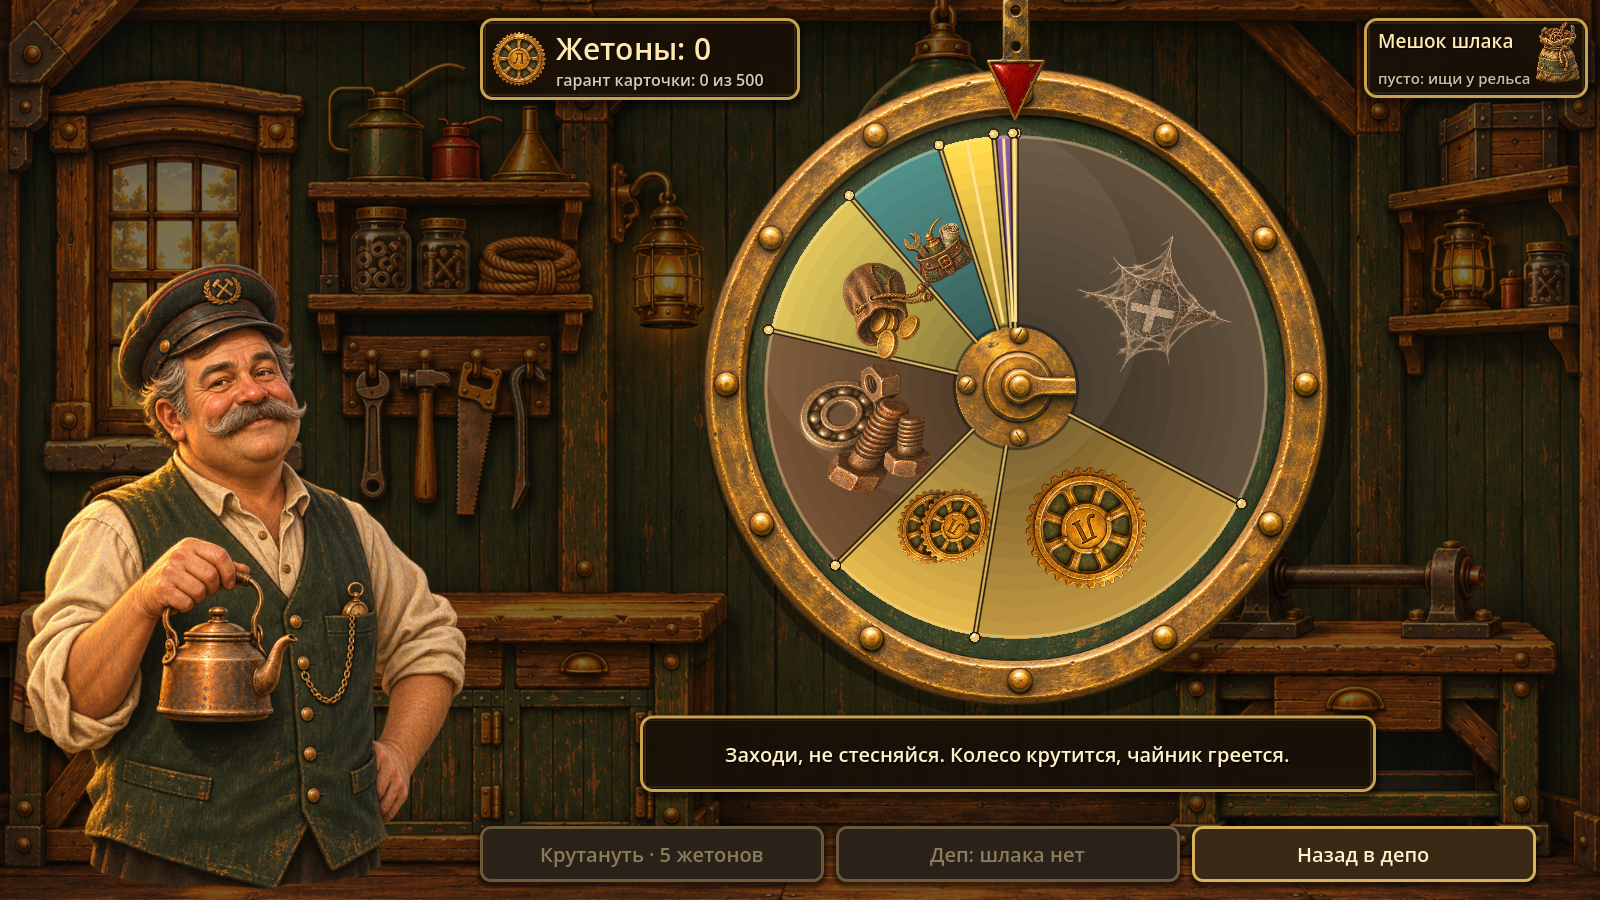 Жетоны: 0
гарант карточки: 0 из 500
Мешок шлака
пусто: ищи у рельса
Заходи, не стесняйся. Колесо крутится, чайник греется.
Крутануть · 5 жетонов
Деп: шлака нет
Назад в депо